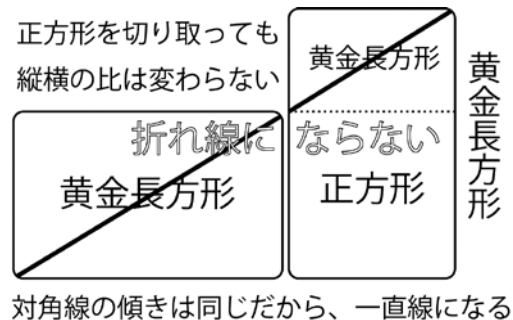 正方形を切り取っても
縦横の比は変わらない
黄金長方形
黄金長方形
折れ線に ならない
黄金長方形
正方形
対角線の傾きは同じだから、一直線になる